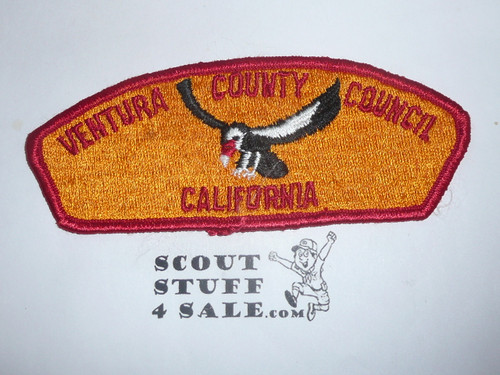 VENTURA COUNTY COUNCIL
CALIFORNIA
SCOUT
STUFF
4 SALE.COM